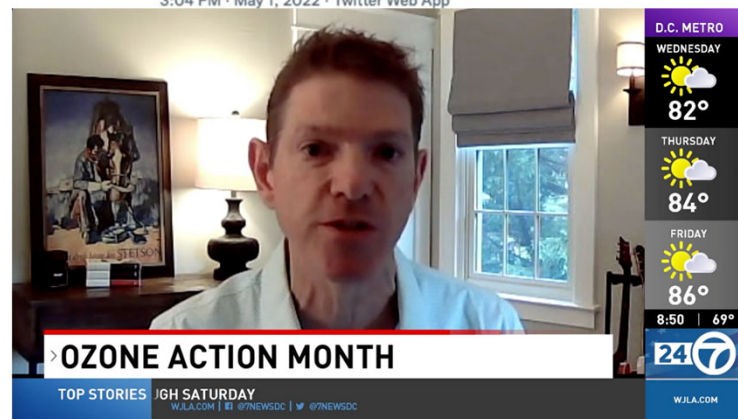 3:04 PM · May 1, 2022 · Twitter Web App
D.C. METRO
WEDNESDAY
82°
THURSDAY
84°
FRIDAY
86°
8:50 | 69°
24 7
WJLA.COM
STETSON
>OZONE ACTION MONTH
TOP STORIES
UGH SATURDAY
WJLA.COM | @7NEWSDC | @7NEWSDC